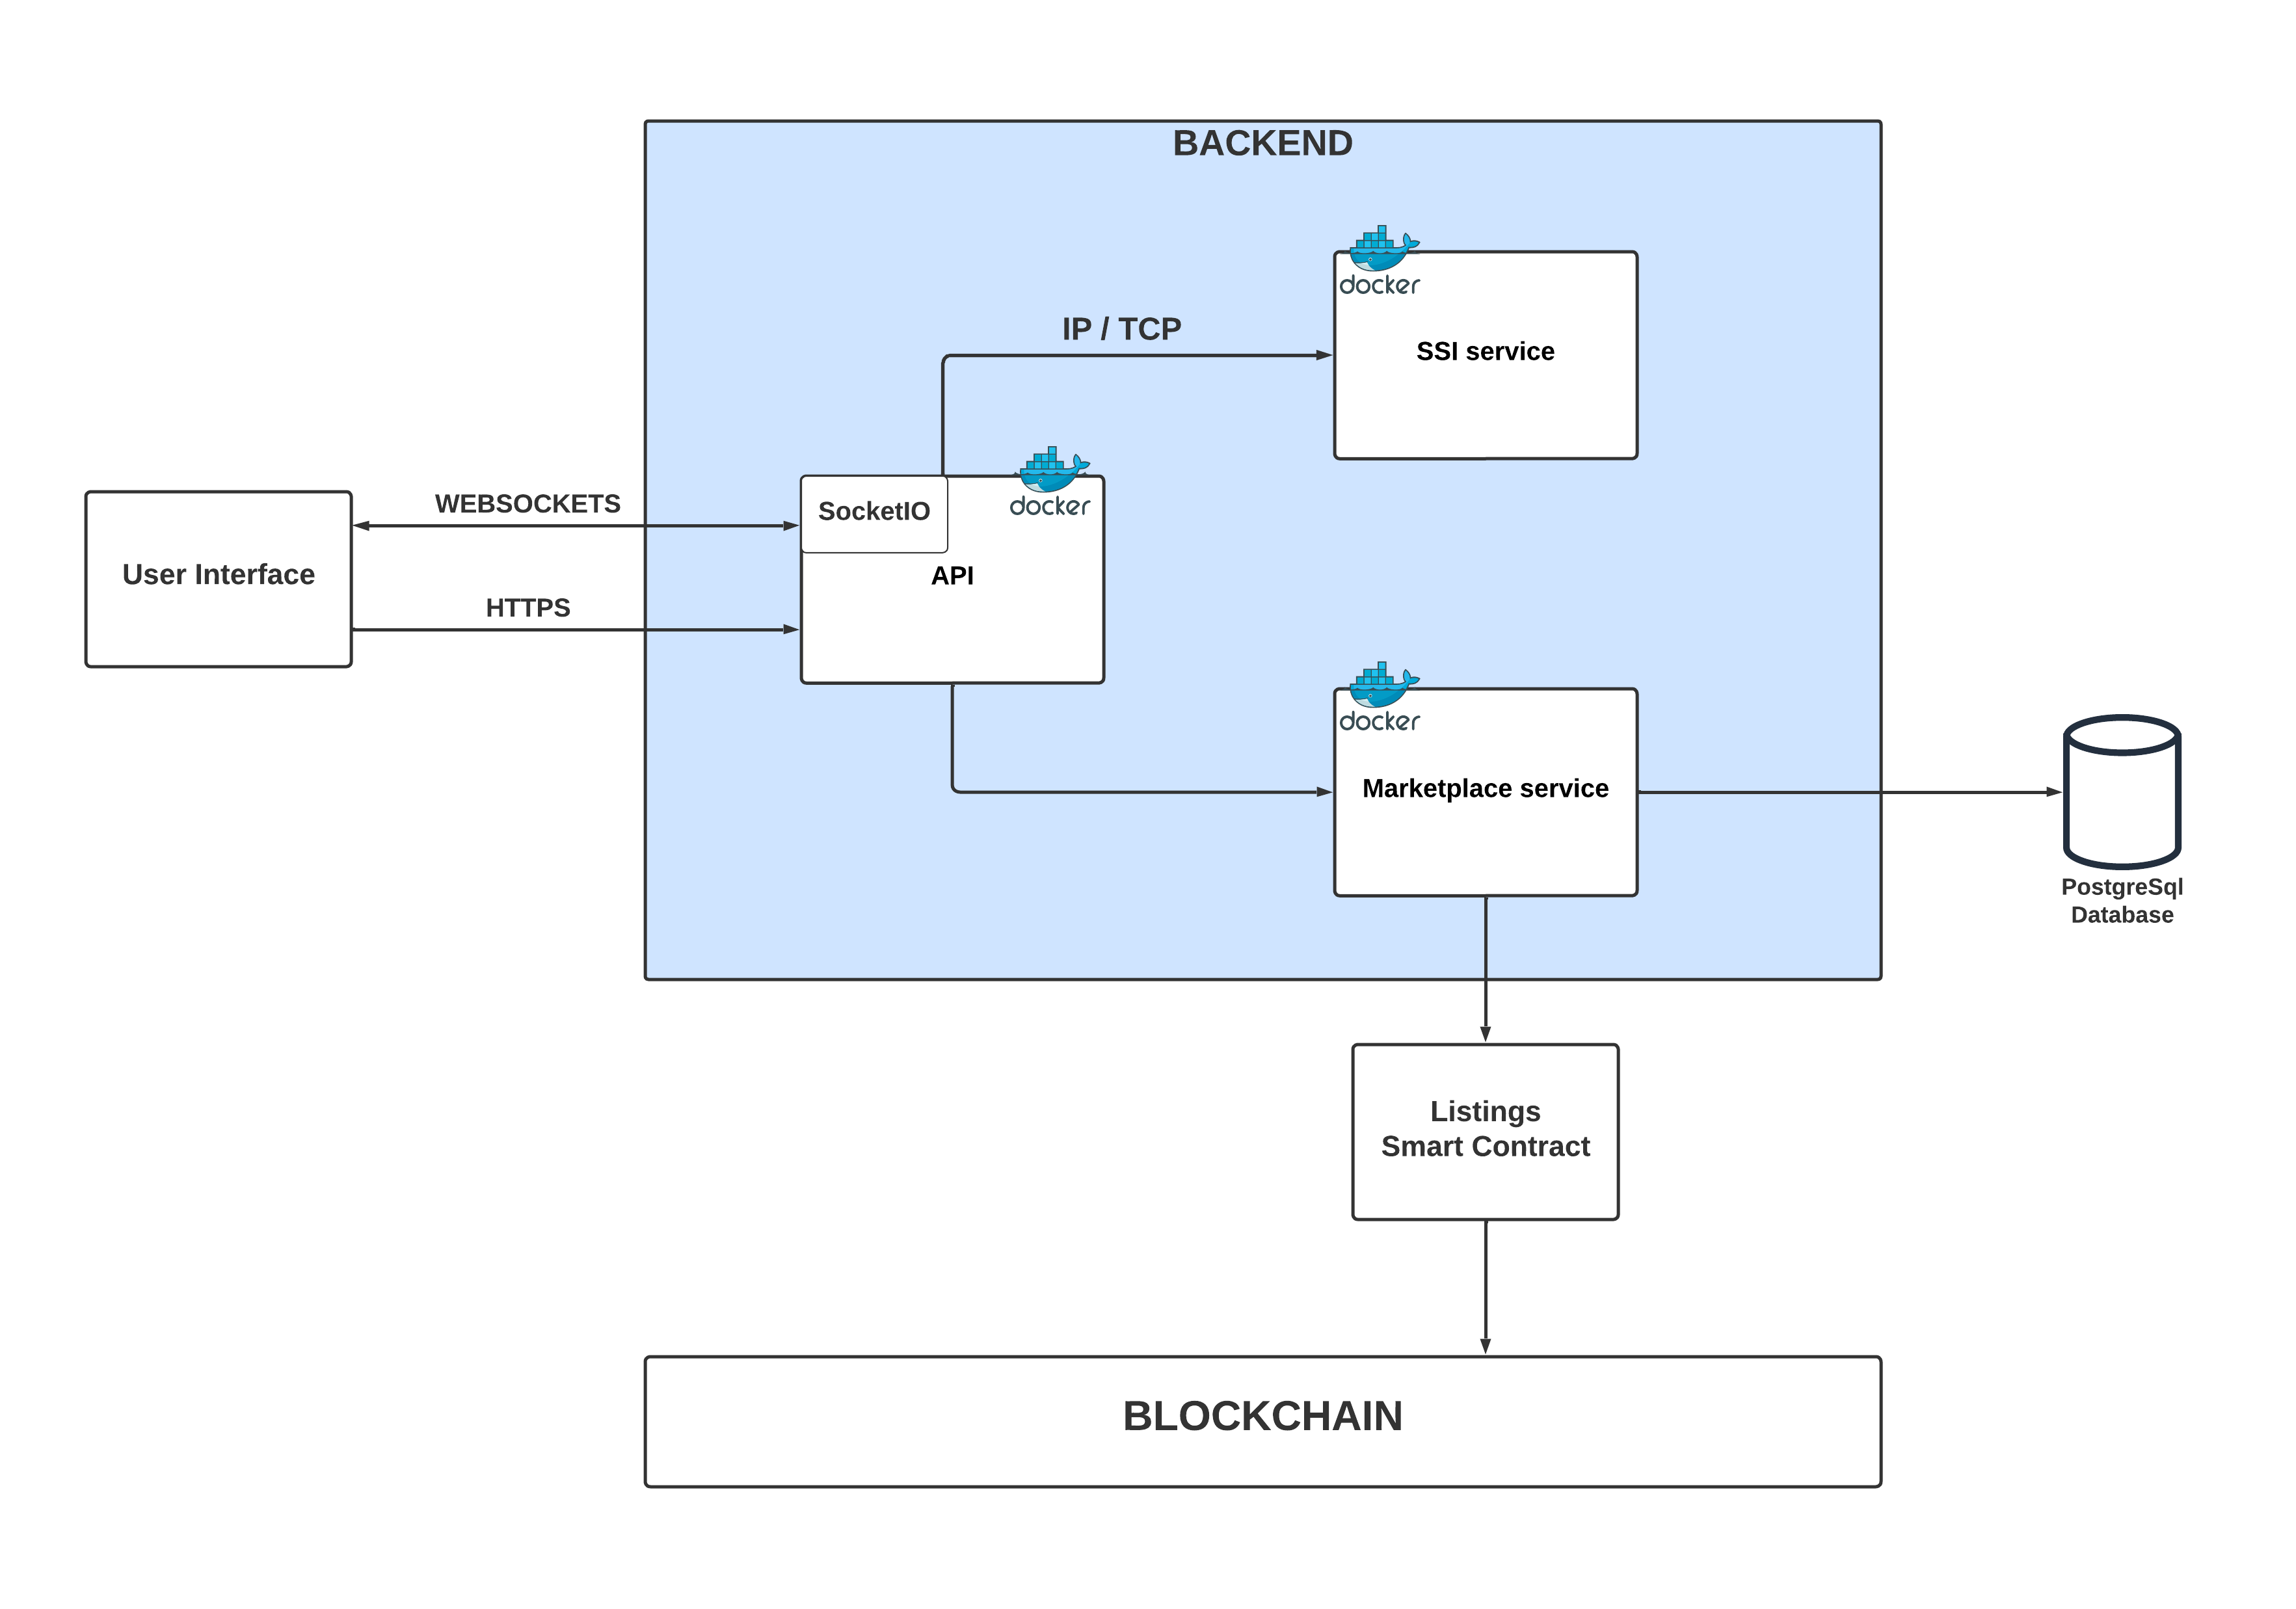 BACKEND
docker
SSI service
IP / TCP
docker
SocketIO
API
WEBSOCKETS
User Interface
HTTPS
docker
Marketplace service
PostgreSql
Database
Listings
Smart Contract
BLOCKCHAIN